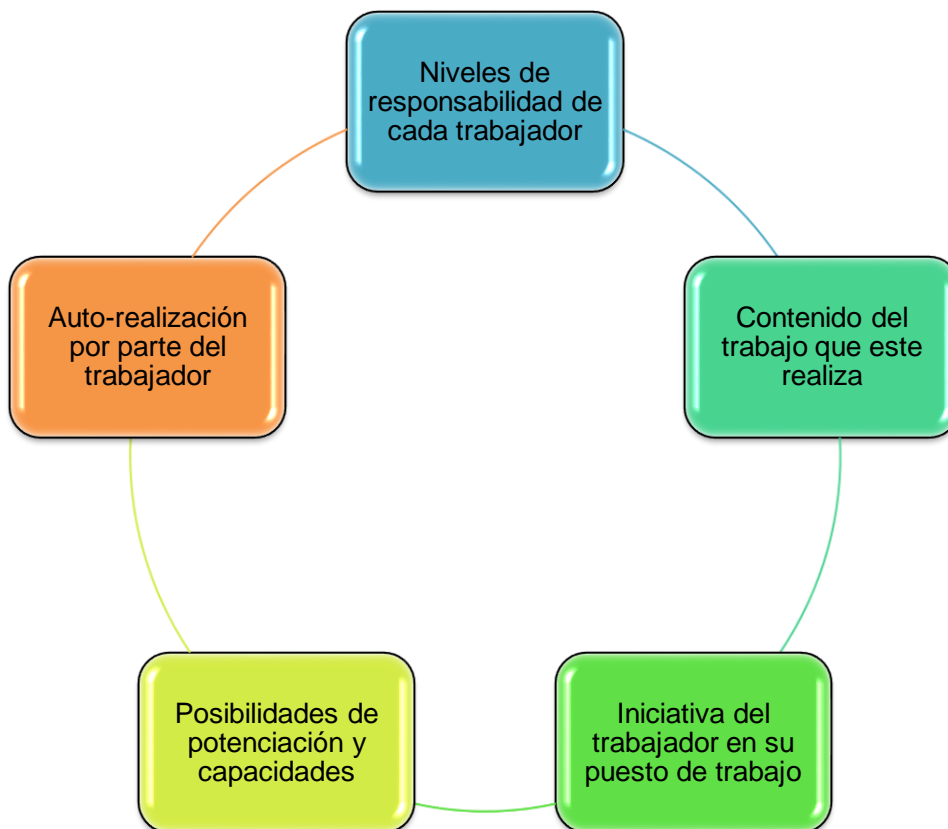 Niveles de
responsabilidad de
cada trabajador
Contenido del
trabajo que este
realiza
Iniciativa del
trabajador en su
puesto de trabajo
Posibilidades de
potenciación y
capacidades
Auto-realización
por parte del
trabajador